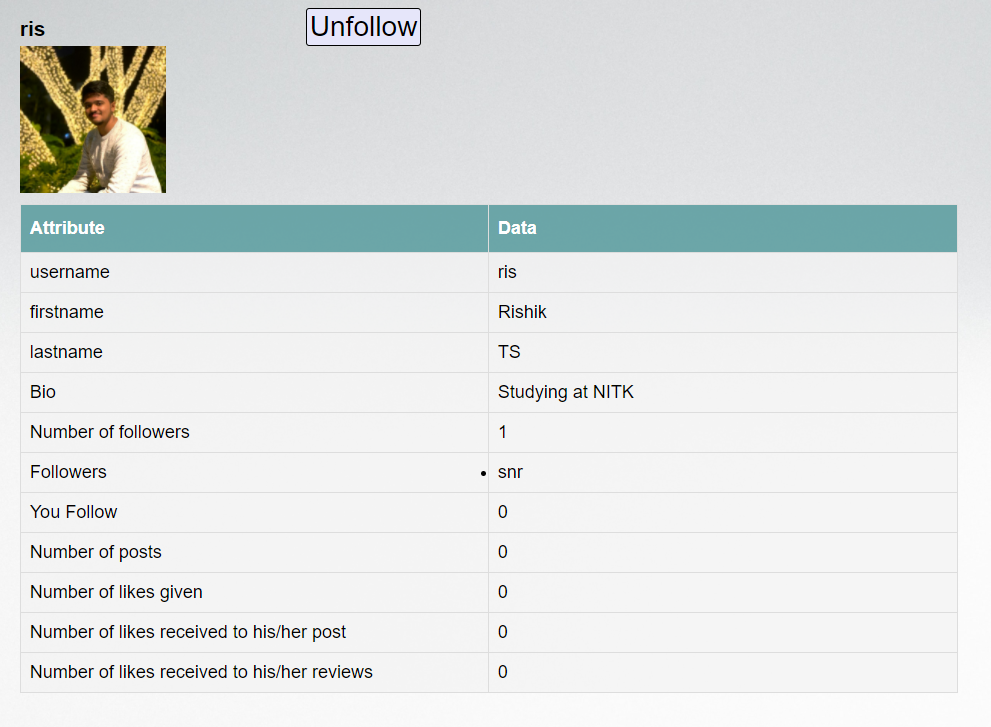 ris
Unfollow
Attribute Data
username ris
firstname Rishik
lastname TS
Bio Studying at NITK
Number of followers 1
Followers • snr
You Follow 0
Number of posts 0
Number of likes given 0
Number of likes received to his/her post 0
Number of likes received to his/her reviews 0